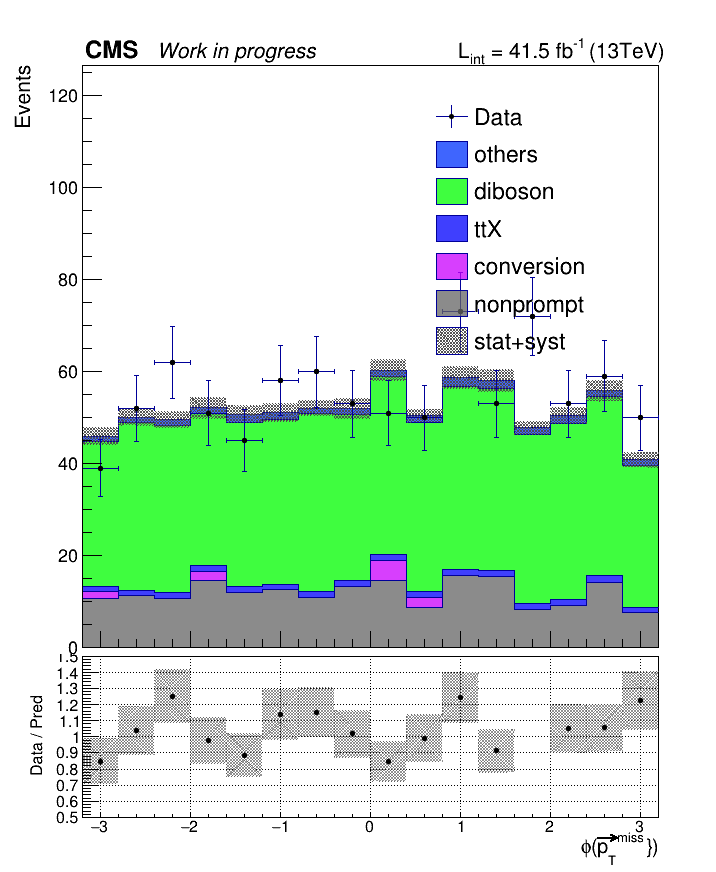 CMS Work in progress L_int = 41.5 fb⁻¹ (13TeV)
Events
120
100
80
60
40
20
0
Data
others
diboson
ttX
conversion
nonprompt
stat+syst
Data / Pred
1.5
1.4
1.3
1.2
1.1
1
0.9
0.8
0.7
0.6
0.5
−3 −2 −1 0 1 2 3
ϕ(p⃗_T^miss })